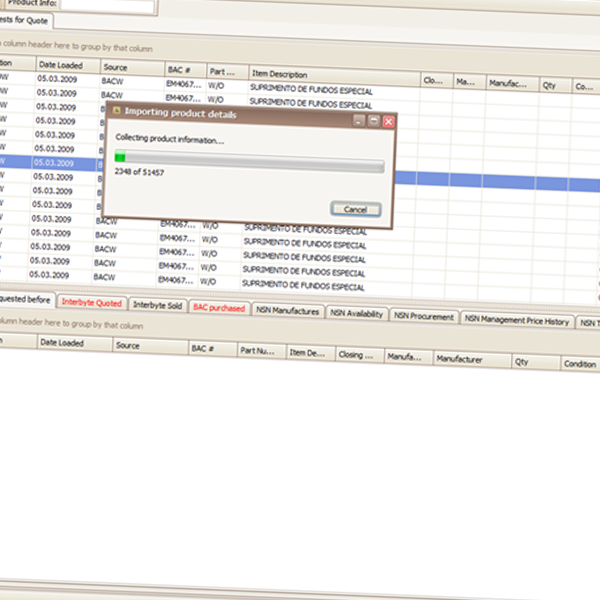 Product Info:
ests for Quote
column header here to group by that column
Date Loaded Source BAC # Part ... Item Description Clo... Ma... Manufac... Qty Co...
05.03.2009 BACW EM4067... W/O SUPRIMENTO DE FUNDOS ESPECIAL
05.03.2009 BACW EM4067... W/O SUPRIMENTO DE FUNDOS ESPECIAL
05.03.2009
05.03.2009
05.03.2009
05.03.2009
05.03.2009
05.03.2009
05.03.2009
05.03.2009
Importing product details
Collecting product information...
2348 of 51457
Cancel
05.03.2009 BACW EM4067... W/O SUPRIMENTO DE FUNDOS ESPECIAL
05.03.2009 BACW EM4067... W/O SUPRIMENTO DE FUNDOS ESPECIAL
05.03.2009 BACW EM4067... W/O SUPRIMENTO DE FUNDOS ESPECIAL
05.03.2009 BACW EM4067... W/O SUPRIMENTO DE FUNDOS ESPECIAL
BACW EM4067... W/O SUPRIMENTO DE FUNDOS ESPECIAL
quested before Interbyte Quoted Interbyte Sold BAC purchased NSN Manufactures NSN Availability NSN Procurement NSN Management Price History NSN T
lumn header here to group by that column
Date Loaded Source BAC # Part Nu... Item De... Closing ... Manufa... Manufacturer Qty Condition